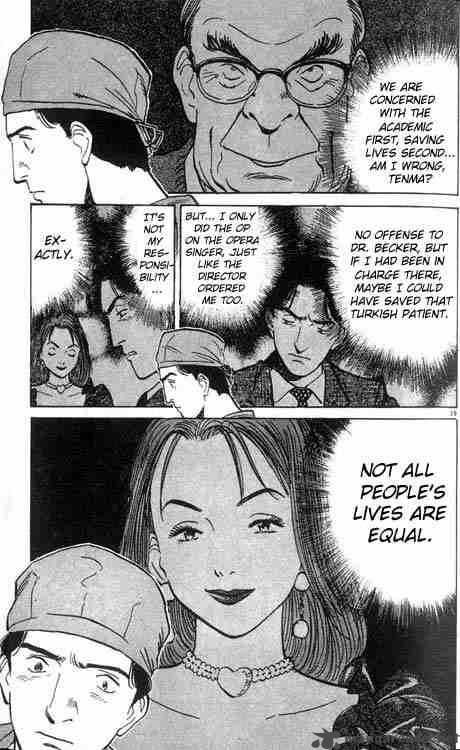 WE ARE
CONCERNED
WITH THE
ACADEMIC
FIRST, SAVING
LIVES SECOND...
AM I WRONG,
TENMA?
NO OFFENSE TO
DR. BECKER, BUT
IF I HAD BEEN IN
CHARGE THERE,
MAYBE I COULD
HAVE SAVED THAT
TURKISH PATIENT.
BUT... I ONLY
DID THE OP
ON THE OPERA
SINGER, JUST
LIKE THE
DIRECTOR
ORDERED
ME TOO.
IT'S
NOT
MY
RES-
PONSI-
BILITY
...
EX-
ACTLY.
19
NOT ALL
PEOPLE'S
LIVES ARE
EQUAL.